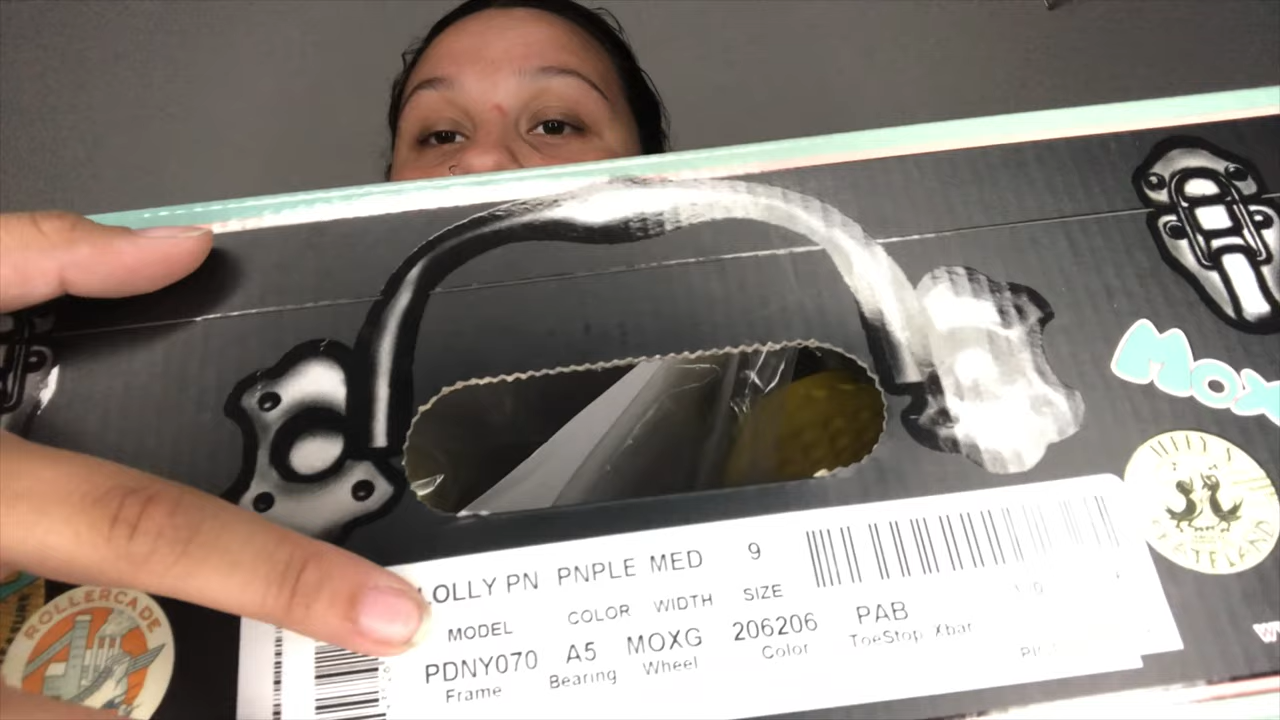 MOX
LOLLY PN PNPLE MED 9
MODEL COLOR WIDTH SIZE
PDNY070 A5 MOXG 206206 PAB
Frame Bearing Wheel Color ToeStop Xbar
ROLLERCADE